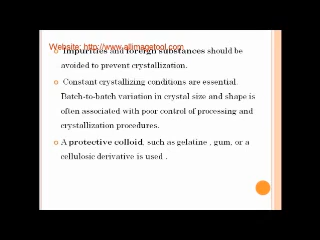 Website: http://www.allimagetool.com
Impurities and foreign substances should be
avoided to prevent crystallization.
Constant crystallizing conditions are essential.
Batch-to-batch variation in crystal size and shape is
often associated with poor control of processing and
crystallization procedures.
A protective colloid, such as gelatine , gum, or a
cellulosic derivative is used .